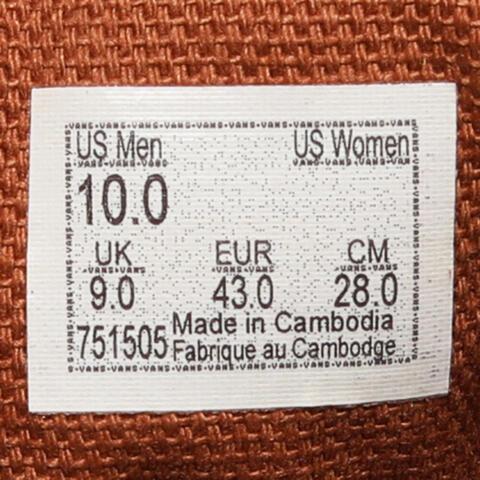 US Men US Women
10.0
UK EUR CM
9.0 43.0 28.0
751505 Made in Cambodia
Fabrique au Cambodge